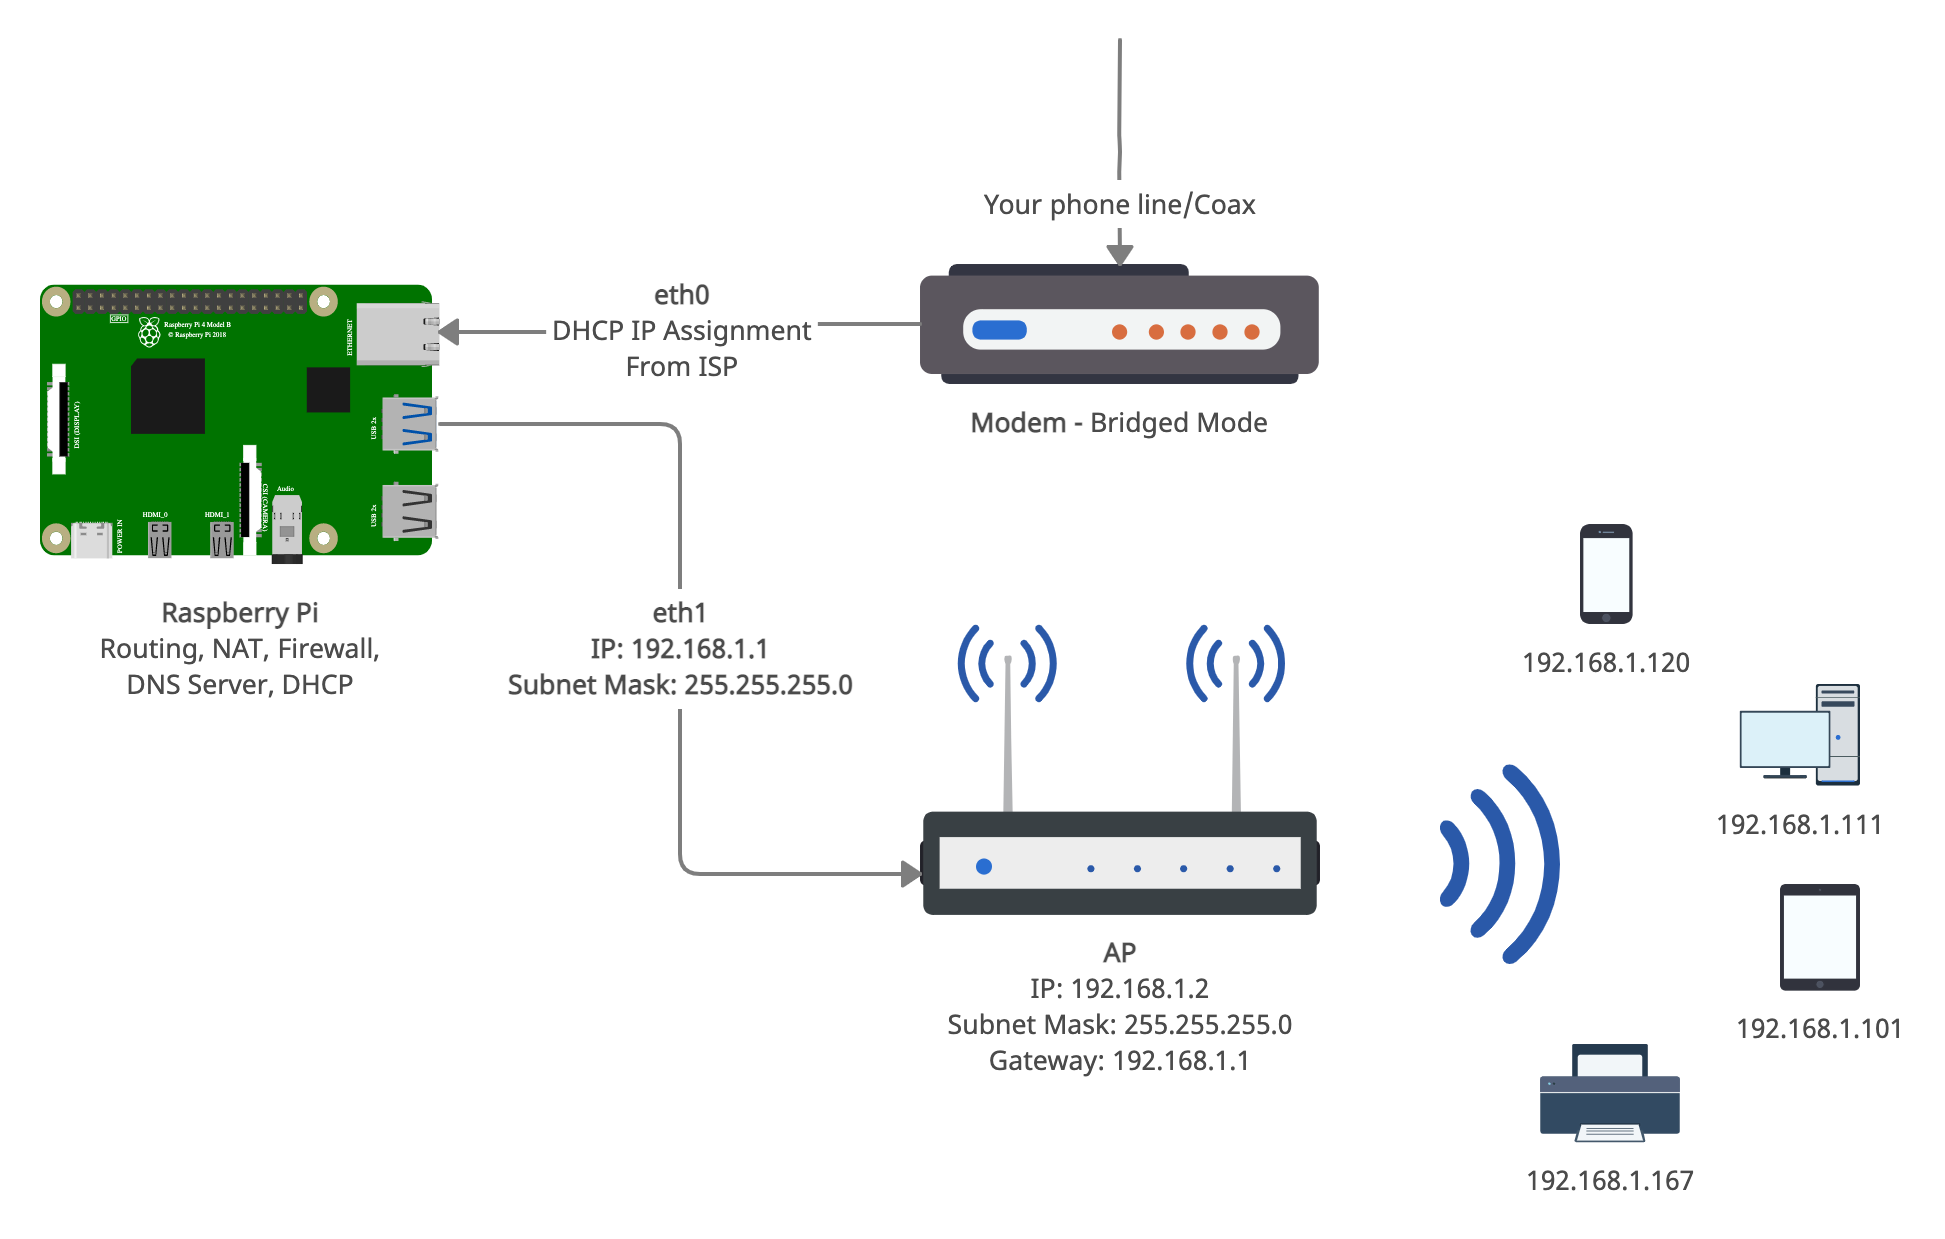 Your phone line/Coax
eth0
DHCP IP Assignment
From ISP
Modem - Bridged Mode
GPIO
Raspberry Pi 4 Model B
© Raspberry Pi 2018
ETHERNET
DSI (DISPLAY)
USB 2x
USB 2x
CSI (CAMERA)
Audio
POWER IN
HDMI_0
HDMI_1
Raspberry Pi
Routing, NAT, Firewall,
DNS Server, DHCP
eth1
IP: 192.168.1.1
Subnet Mask: 255.255.255.0
AP
IP: 192.168.1.2
Subnet Mask: 255.255.255.0
Gateway: 192.168.1.1
192.168.1.120
192.168.1.111
192.168.1.101
192.168.1.167